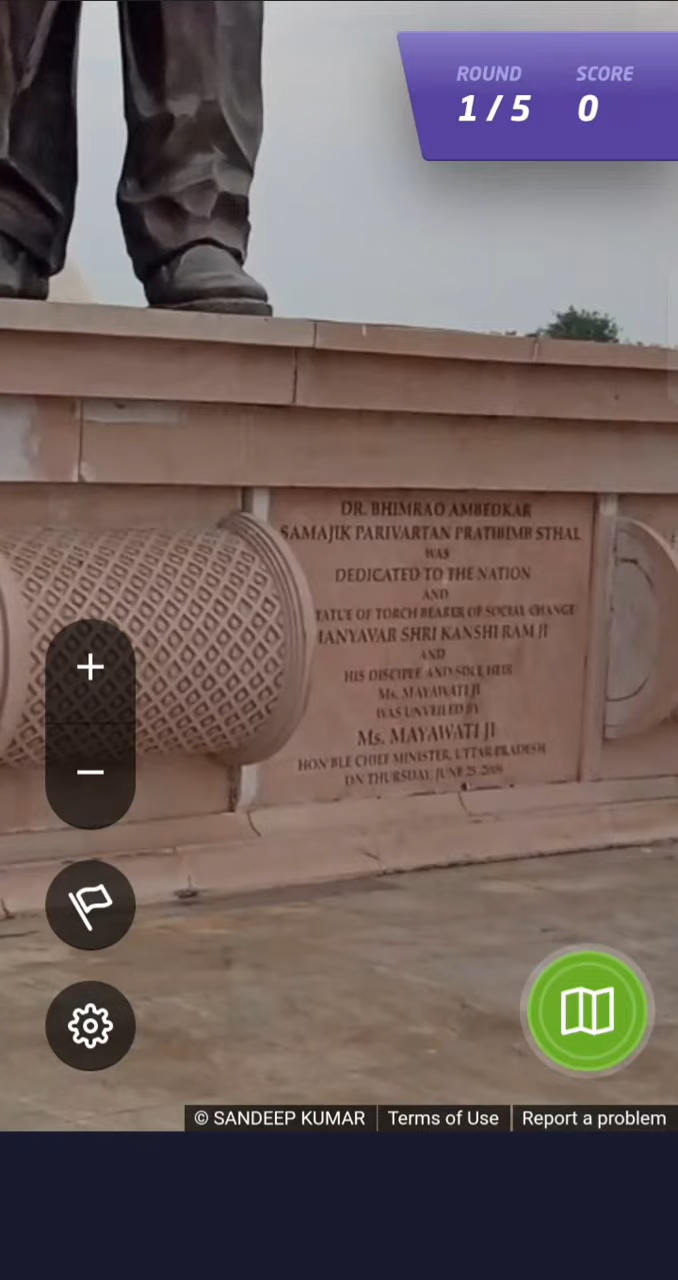 ROUND SCORE
1 / 5 0
DR. BHIMRAO AMBEDKAR
SAMAJIK PARIVARTAN PRATIBIMB STHAL
WAS
DEDICATED TO THE NATION
AND
TATUE OF TORCH BEARER OF SOCIAL CHANGE
IANYAVAR SHRI KANSHI RAM JI
AND
HIS DISCIPLE AND SOLE HEIR
Ms. MAYAWATI JI
WAS UNVEILED BY
Ms. MAYAWATI JI
HON'BLE CHIEF MINISTER, UTTAR PRADESH
ON THURSDAY, JUNE 25, 2009
© SANDEEP KUMAR Terms of Use Report a problem